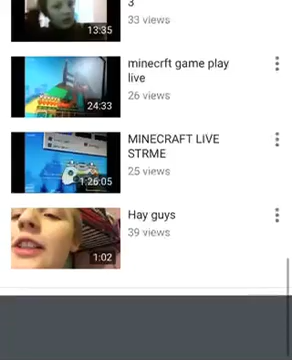 3
33 views
13:35
minecrft game play
live
26 views
24:33
MINECRAFT LIVE
STRME
25 views
1:26:05
Hay guys
39 views
1:02